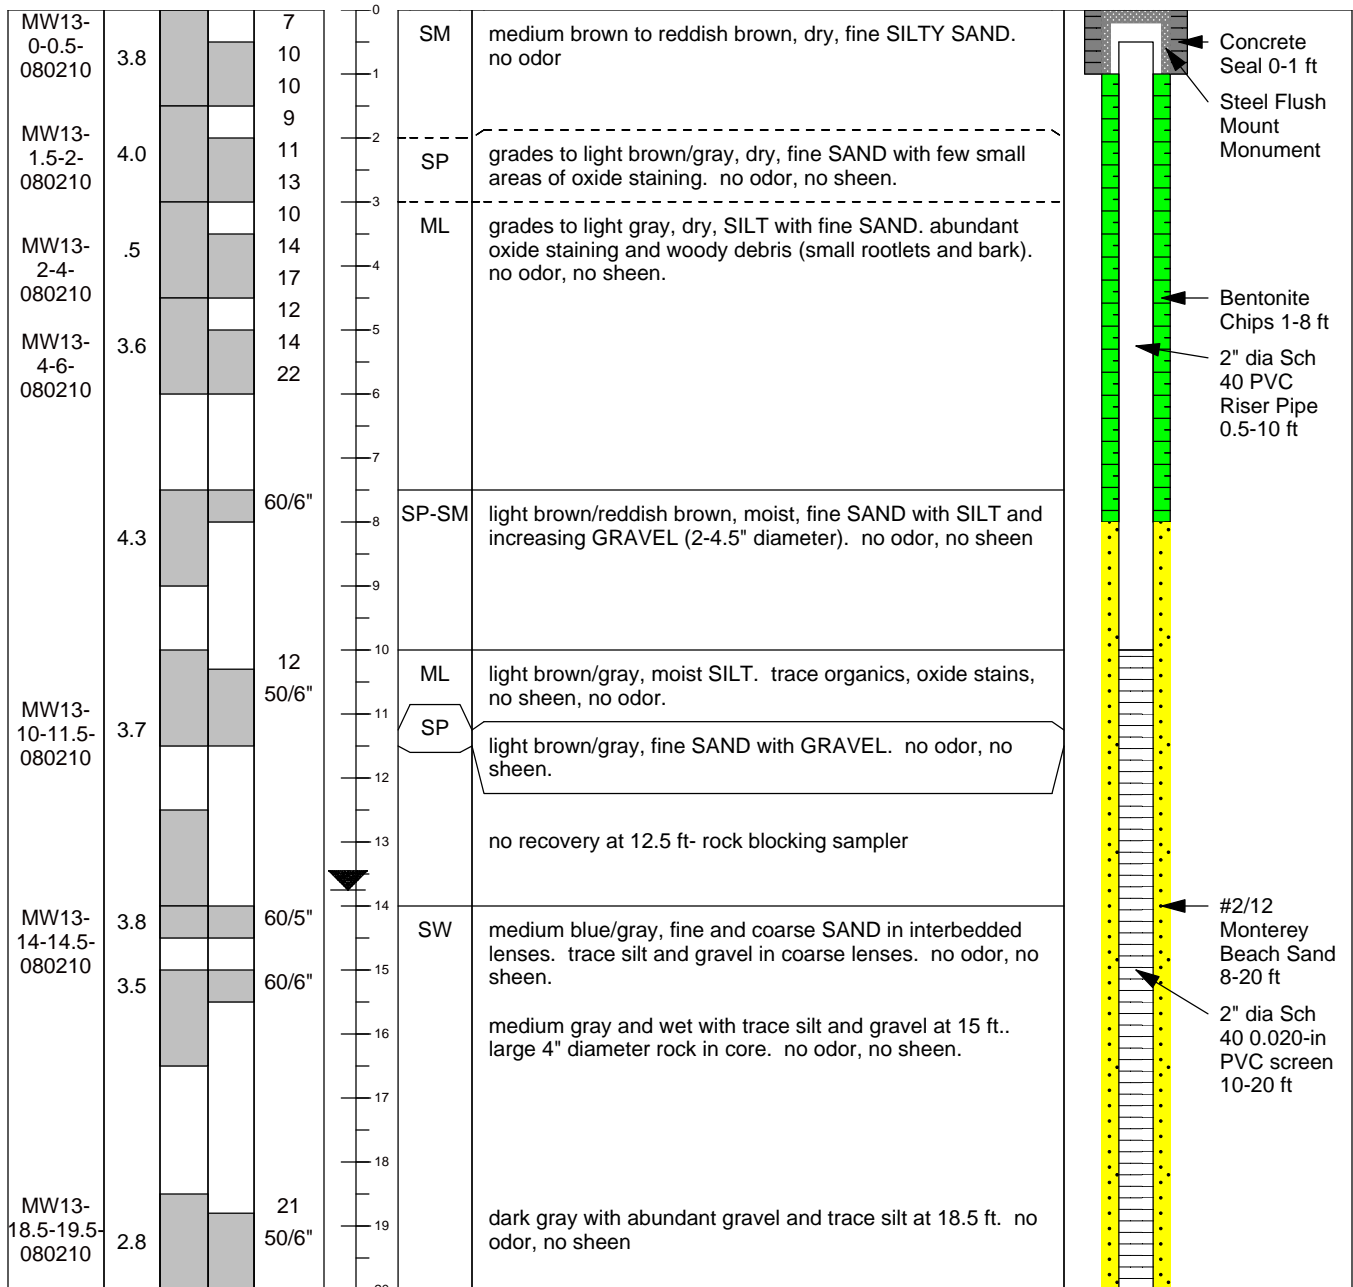 MW13-
0-0.5-
080210
3.8
7
10
10
0
1
SM
medium brown to reddish brown, dry, fine SILTY SAND.
no odor
Concrete
Seal 0-1 ft
Steel Flush
Mount
Monument
MW13-
1.5-2-
080210
4.0
9
11
13
2
3
SP
grades to light brown/gray, dry, fine SAND with few small
areas of oxide staining. no odor, no sheen.
MW13-
2-4-
080210
.5
10
14
17
4
ML
grades to light gray, dry, SILT with fine SAND. abundant
oxide staining and woody debris (small rootlets and bark).
no odor, no sheen.
MW13-
4-6-
080210
3.6
12
14
22
5
6
7
Bentonite
Chips 1-8 ft
2" dia Sch
40 PVC
Riser Pipe
0.5-10 ft
4.3
60/6"
8
9
SP-SM
light brown/reddish brown, moist, fine SAND with SILT and
increasing GRAVEL (2-4.5" diameter). no odor, no sheen
MW13-
10-11.5-
080210
3.7
12
50/6"
10
11
12
13
ML
light brown/gray, moist SILT. trace organics, oxide stains,
no sheen, no odor.
SP
light brown/gray, fine SAND with GRAVEL. no odor, no
sheen.
no recovery at 12.5 ft- rock blocking sampler
MW13-
14-14.5-
080210
3.8
3.5
60/5"
60/6"
14
15
16
17
18
SW
medium blue/gray, fine and coarse SAND in interbedded
lenses. trace silt and gravel in coarse lenses. no odor, no
sheen.
medium gray and wet with trace silt and gravel at 15 ft..
large 4" diameter rock in core. no odor, no sheen.
#2/12
Monterey
Beach Sand
8-20 ft
2" dia Sch
40 0.020-in
PVC screen
10-20 ft
MW13-
18.5-19.5-
080210
2.8
21
50/6"
19
20
dark gray with abundant gravel and trace silt at 18.5 ft. no
odor, no sheen